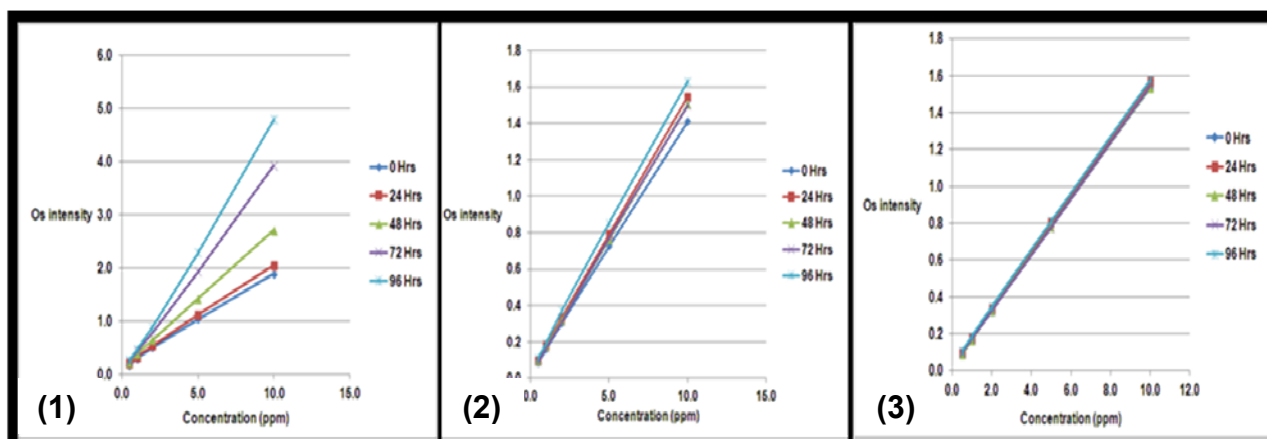 6.0
5.0
4.0
3.0
2.0
1.0
0.0
Os intensity
0.0 5.0 10.0 15.0
Concentration (ppm)
0 Hrs
24 Hrs
48 Hrs
72 Hrs
96 Hrs
(1)
1.8
1.6
1.4
1.2
1.0
0.8
0.6
0.4
0.2
0.0
Os intensity
0.0 5.0 10.0 15.0
Concentration (ppm)
0 Hrs
24 Hrs
48 Hrs
72 Hrs
96 Hrs
(2)
1.8
1.6
1.4
1.2
1.0
0.8
0.6
0.4
0.2
0.0
Os intensity
0.0 2.0 4.0 6.0 8.0 10.0 12.0
Concentration (ppm)
0 Hrs
24 Hrs
48 Hrs
72 Hrs
96 Hrs
(3)